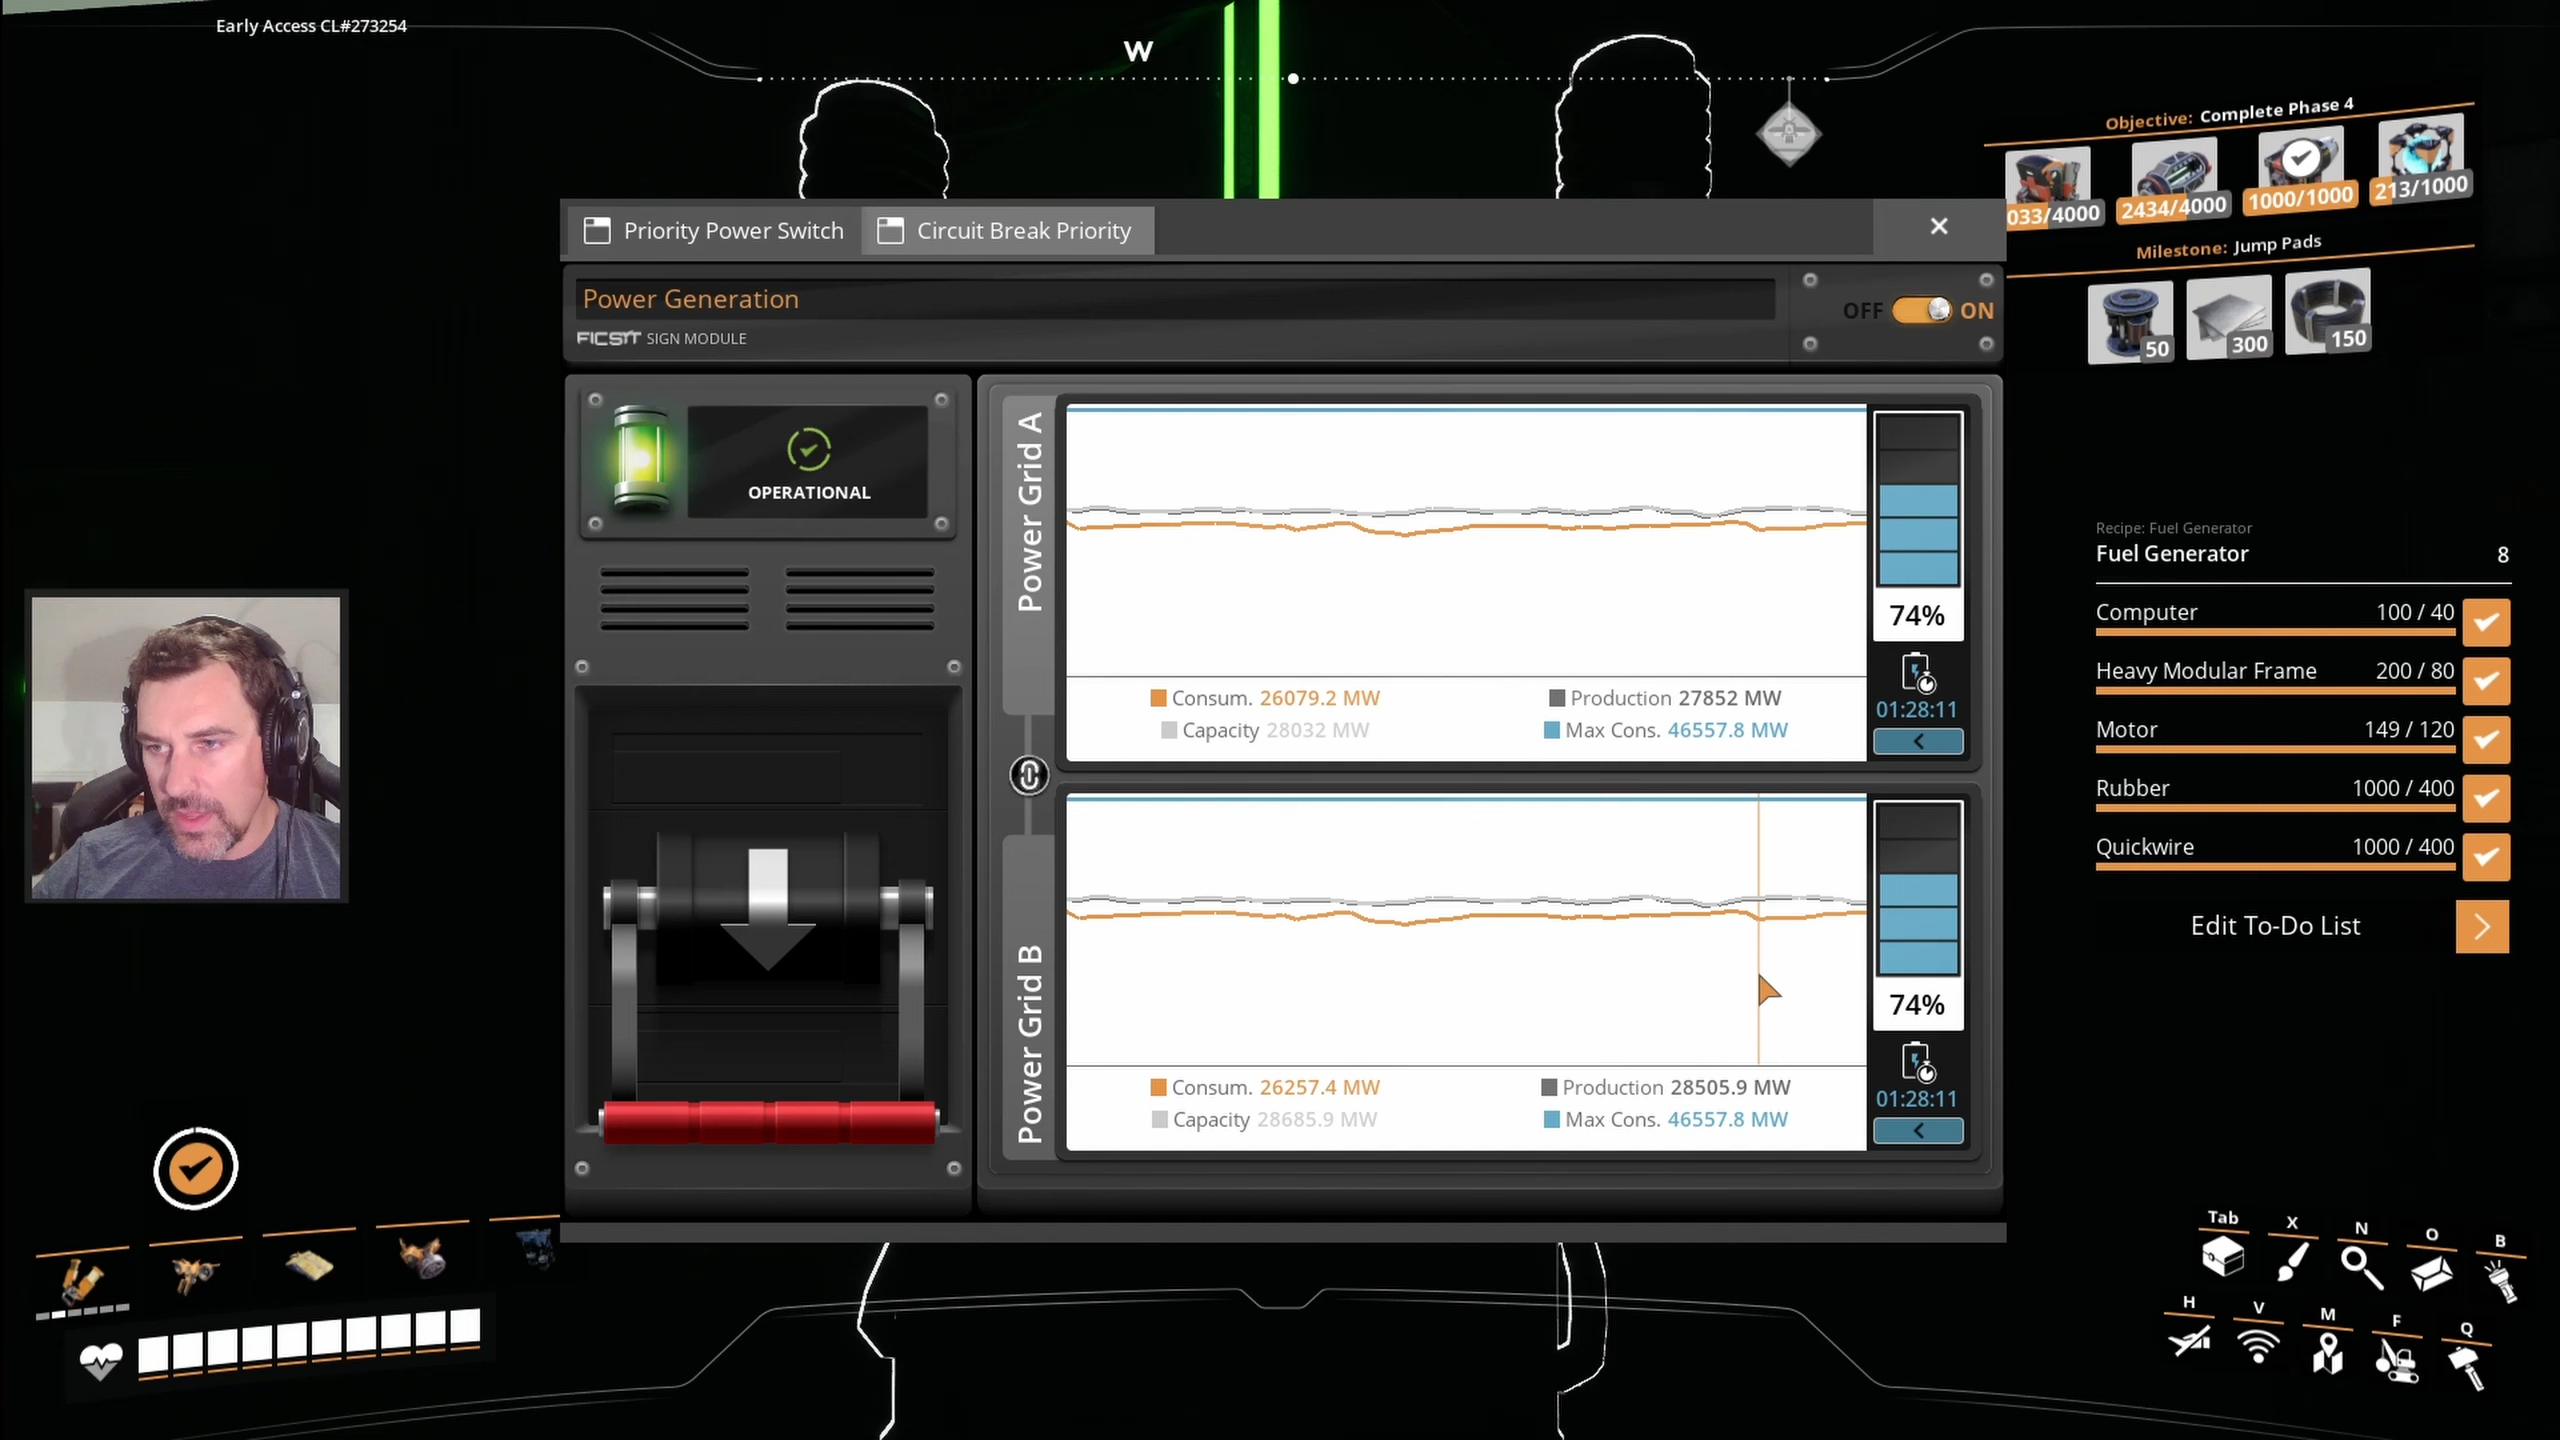 Early Access CL#273254
W
Objective: Complete Phase 4
033/4000
2434/4000
1000/1000
213/1000
Milestone: Jump Pads
50
300
150
Priority Power Switch
Circuit Break Priority
Power Generation
FICSIT SIGN MODULE
OFF
ON
OPERATIONAL
Power Grid A
Consum. 26079.2 MW
Production 27852 MW
Capacity 28032 MW
Max Cons. 46557.8 MW
74%
01:28:11
Power Grid B
Consum. 26257.4 MW
Production 28505.9 MW
Capacity 28685.9 MW
Max Cons. 46557.8 MW
74%
01:28:11
Recipe: Fuel Generator
Fuel Generator 8
Computer 100 / 40
Heavy Modular Frame 200 / 80
Motor 149 / 120
Rubber 1000 / 400
Quickwire 1000 / 400
Edit To-Do List
Tab
X
N
O
B
H
V
M
F
Q